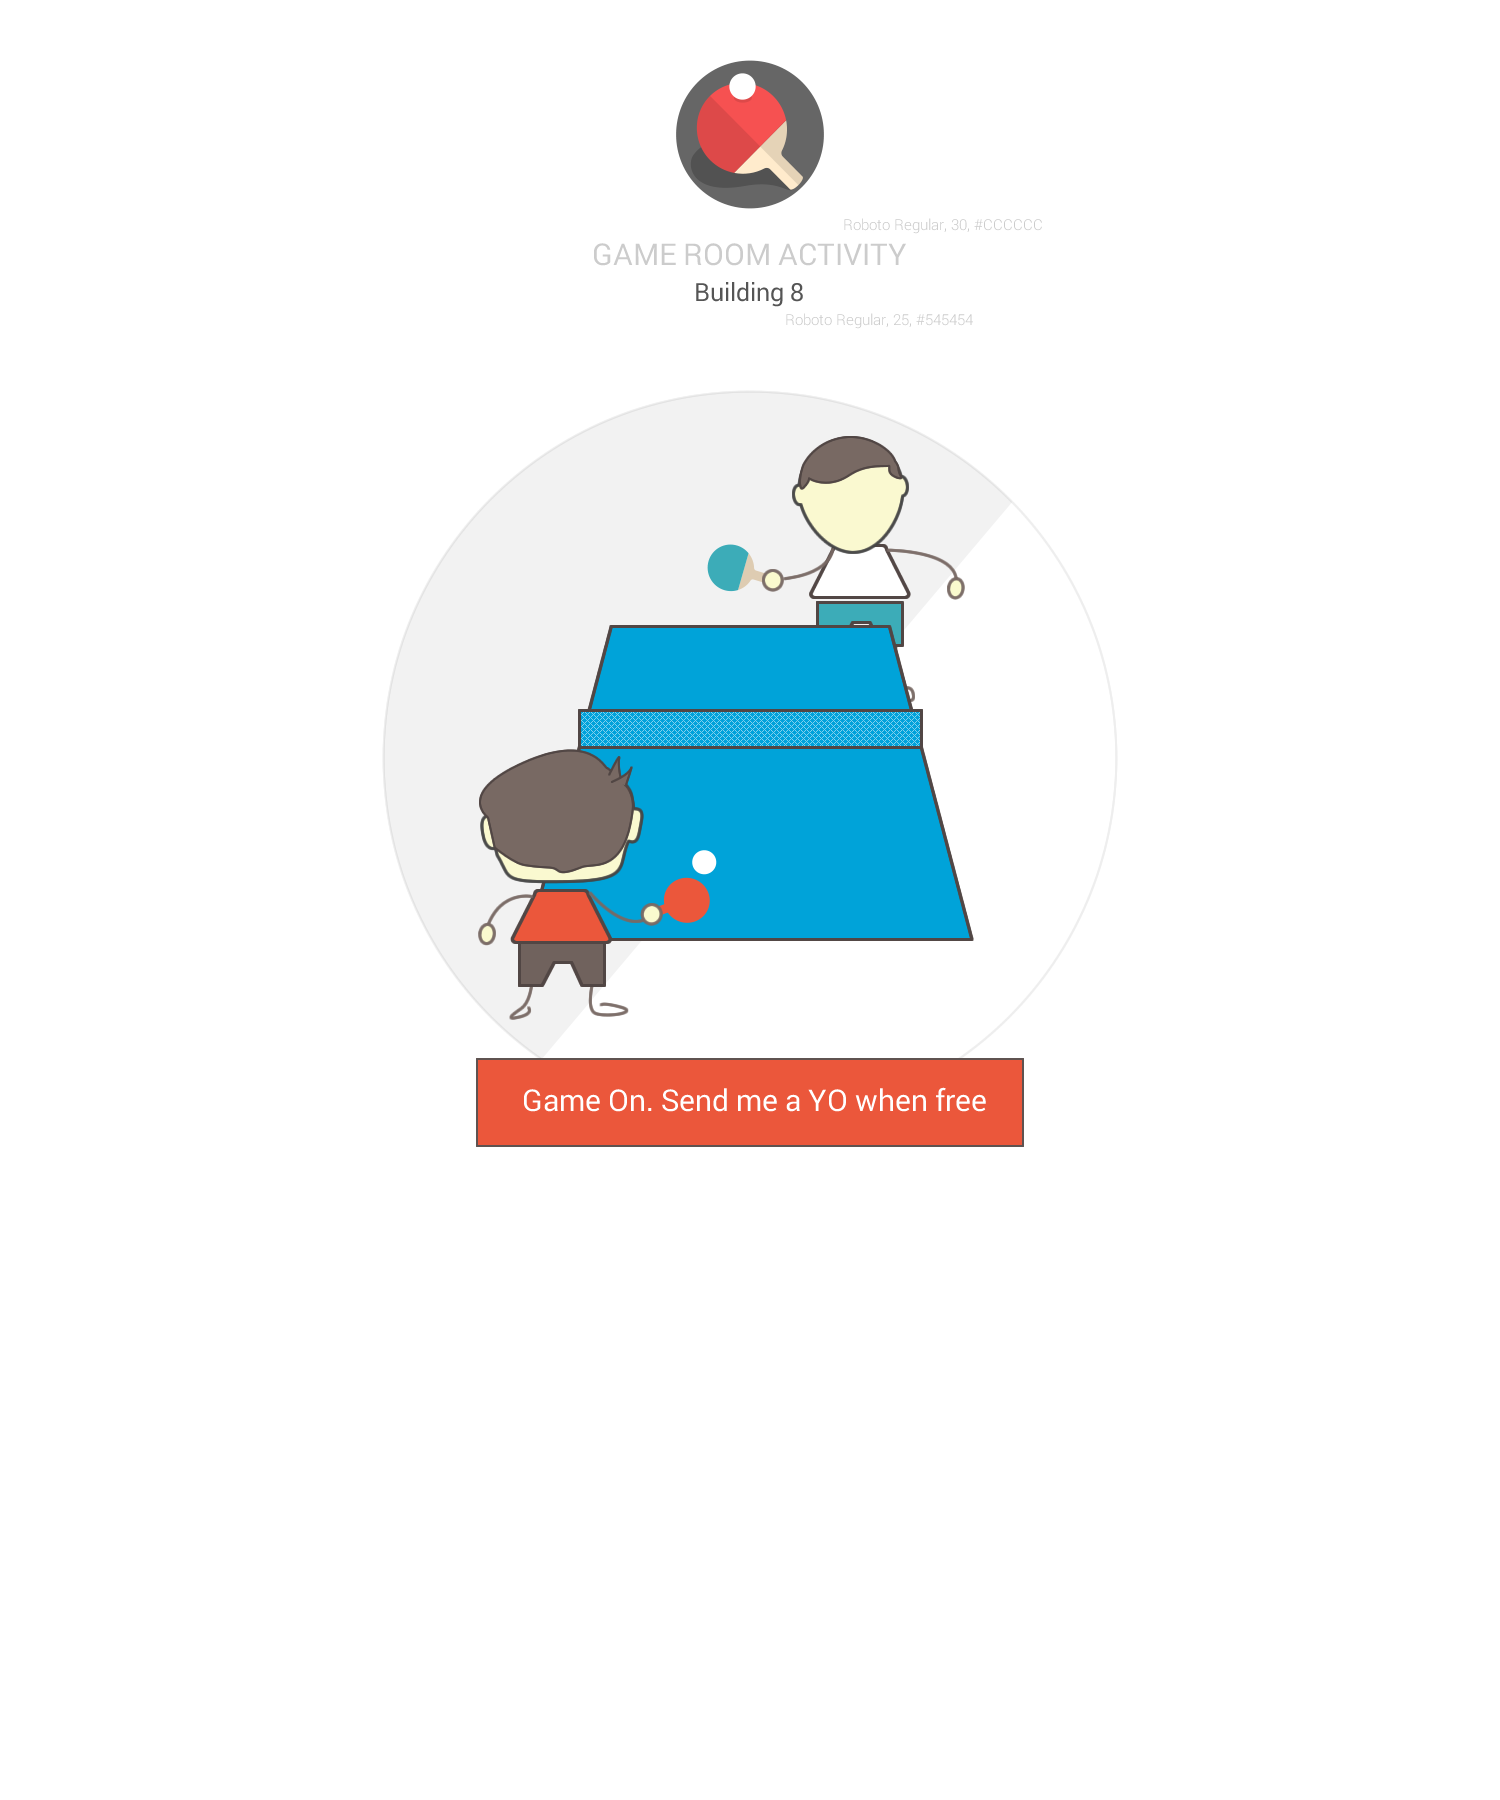 Roboto Regular, 30, #CCCCCC
GAME ROOM ACTIVITY
Building 8
Roboto Regular, 25, #545454
Game On. Send me a YO when free